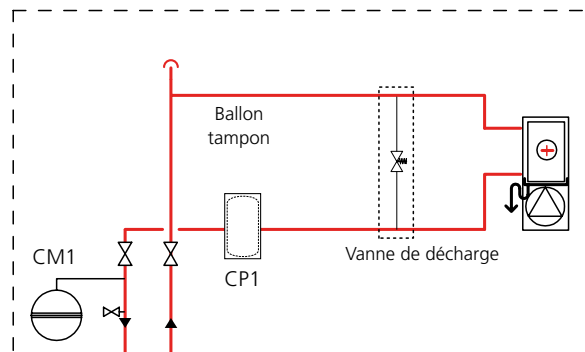 Ballon
tampon
Vanne de décharge
CM1
CP1